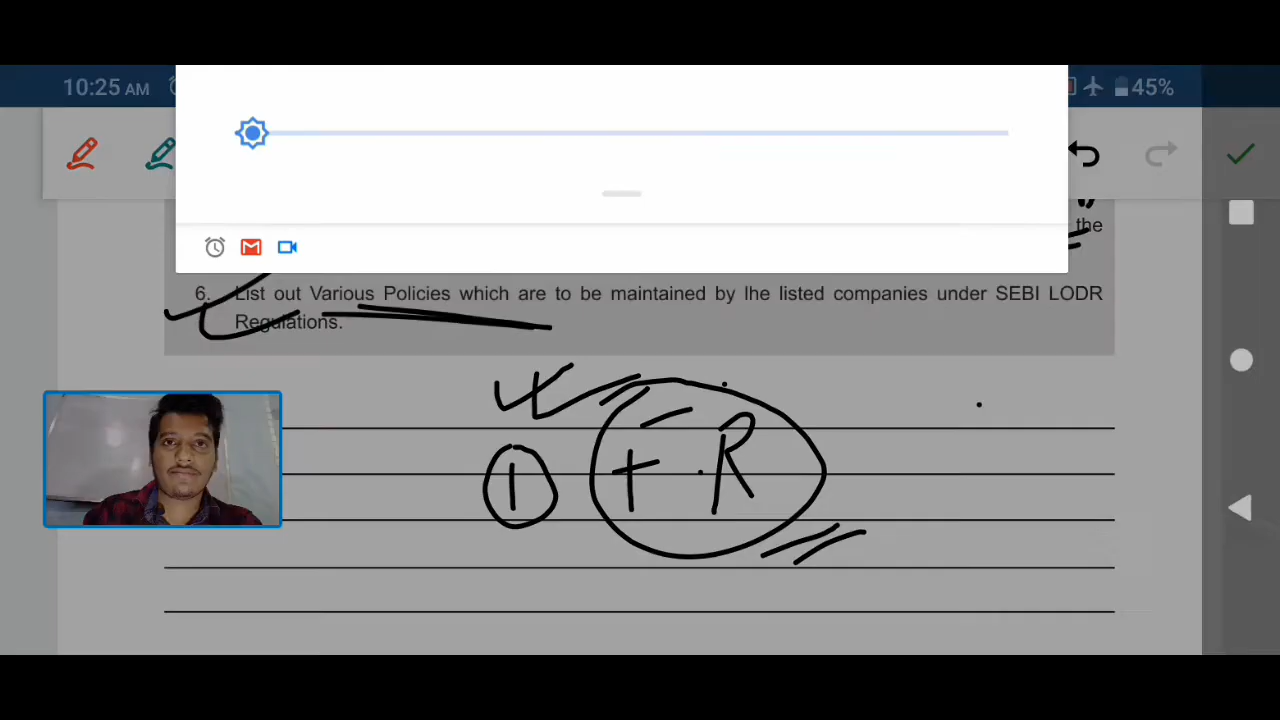 10:25 AM
45%
the
6. List out Various Policies which are to be maintained by lhe listed companies under SEBI LODR
Regulations.
1 + R